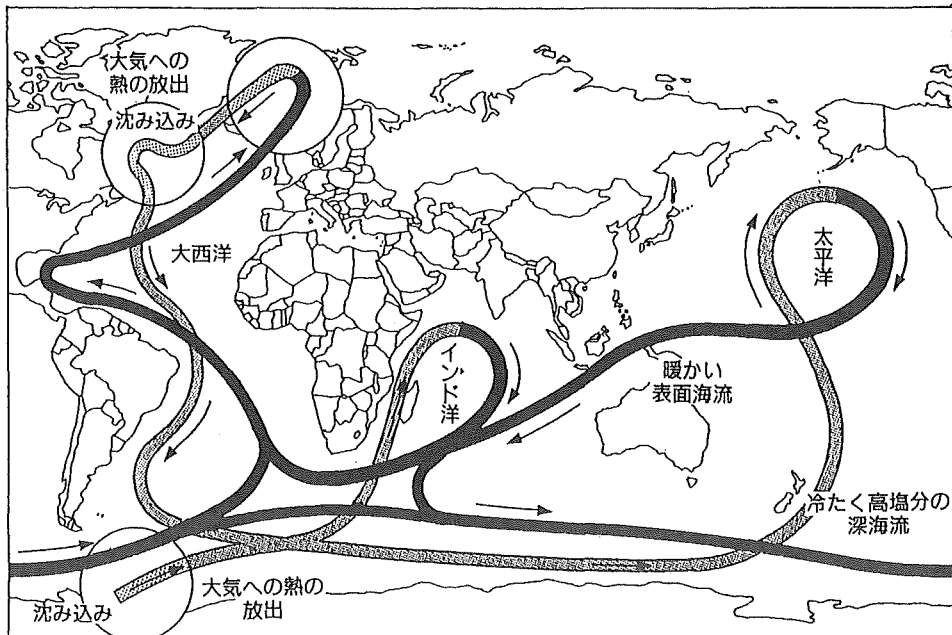 大気への
熱の放出
沈み込み
大西洋
インド洋
太平洋
暖かい
表面海流
冷たく高塩分の
深海流
大気への熱の
放出
沈み込み